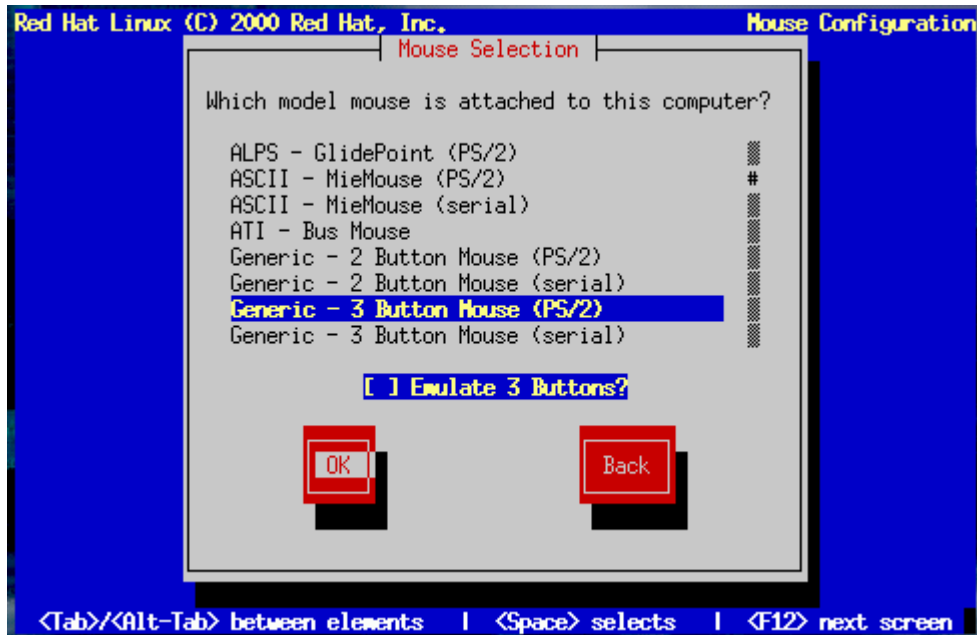 Red Hat Linux (C) 2000 Red Hat, Inc. Mouse Configuration
Mouse Selection
Which model mouse is attached to this computer?
ALPS - GlidePoint (PS/2)
ASCII - MieMouse (PS/2) #
ASCII - MieMouse (serial)
ATI - Bus Mouse
Generic - 2 Button Mouse (PS/2)
Generic - 2 Button Mouse (serial)
Generic - 3 Button Mouse (PS/2)
Generic - 3 Button Mouse (serial)
[ ] Emulate 3 Buttons?
OK Back
<Tab>/<Alt-Tab> between elements | <Space> selects | <F12> next screen